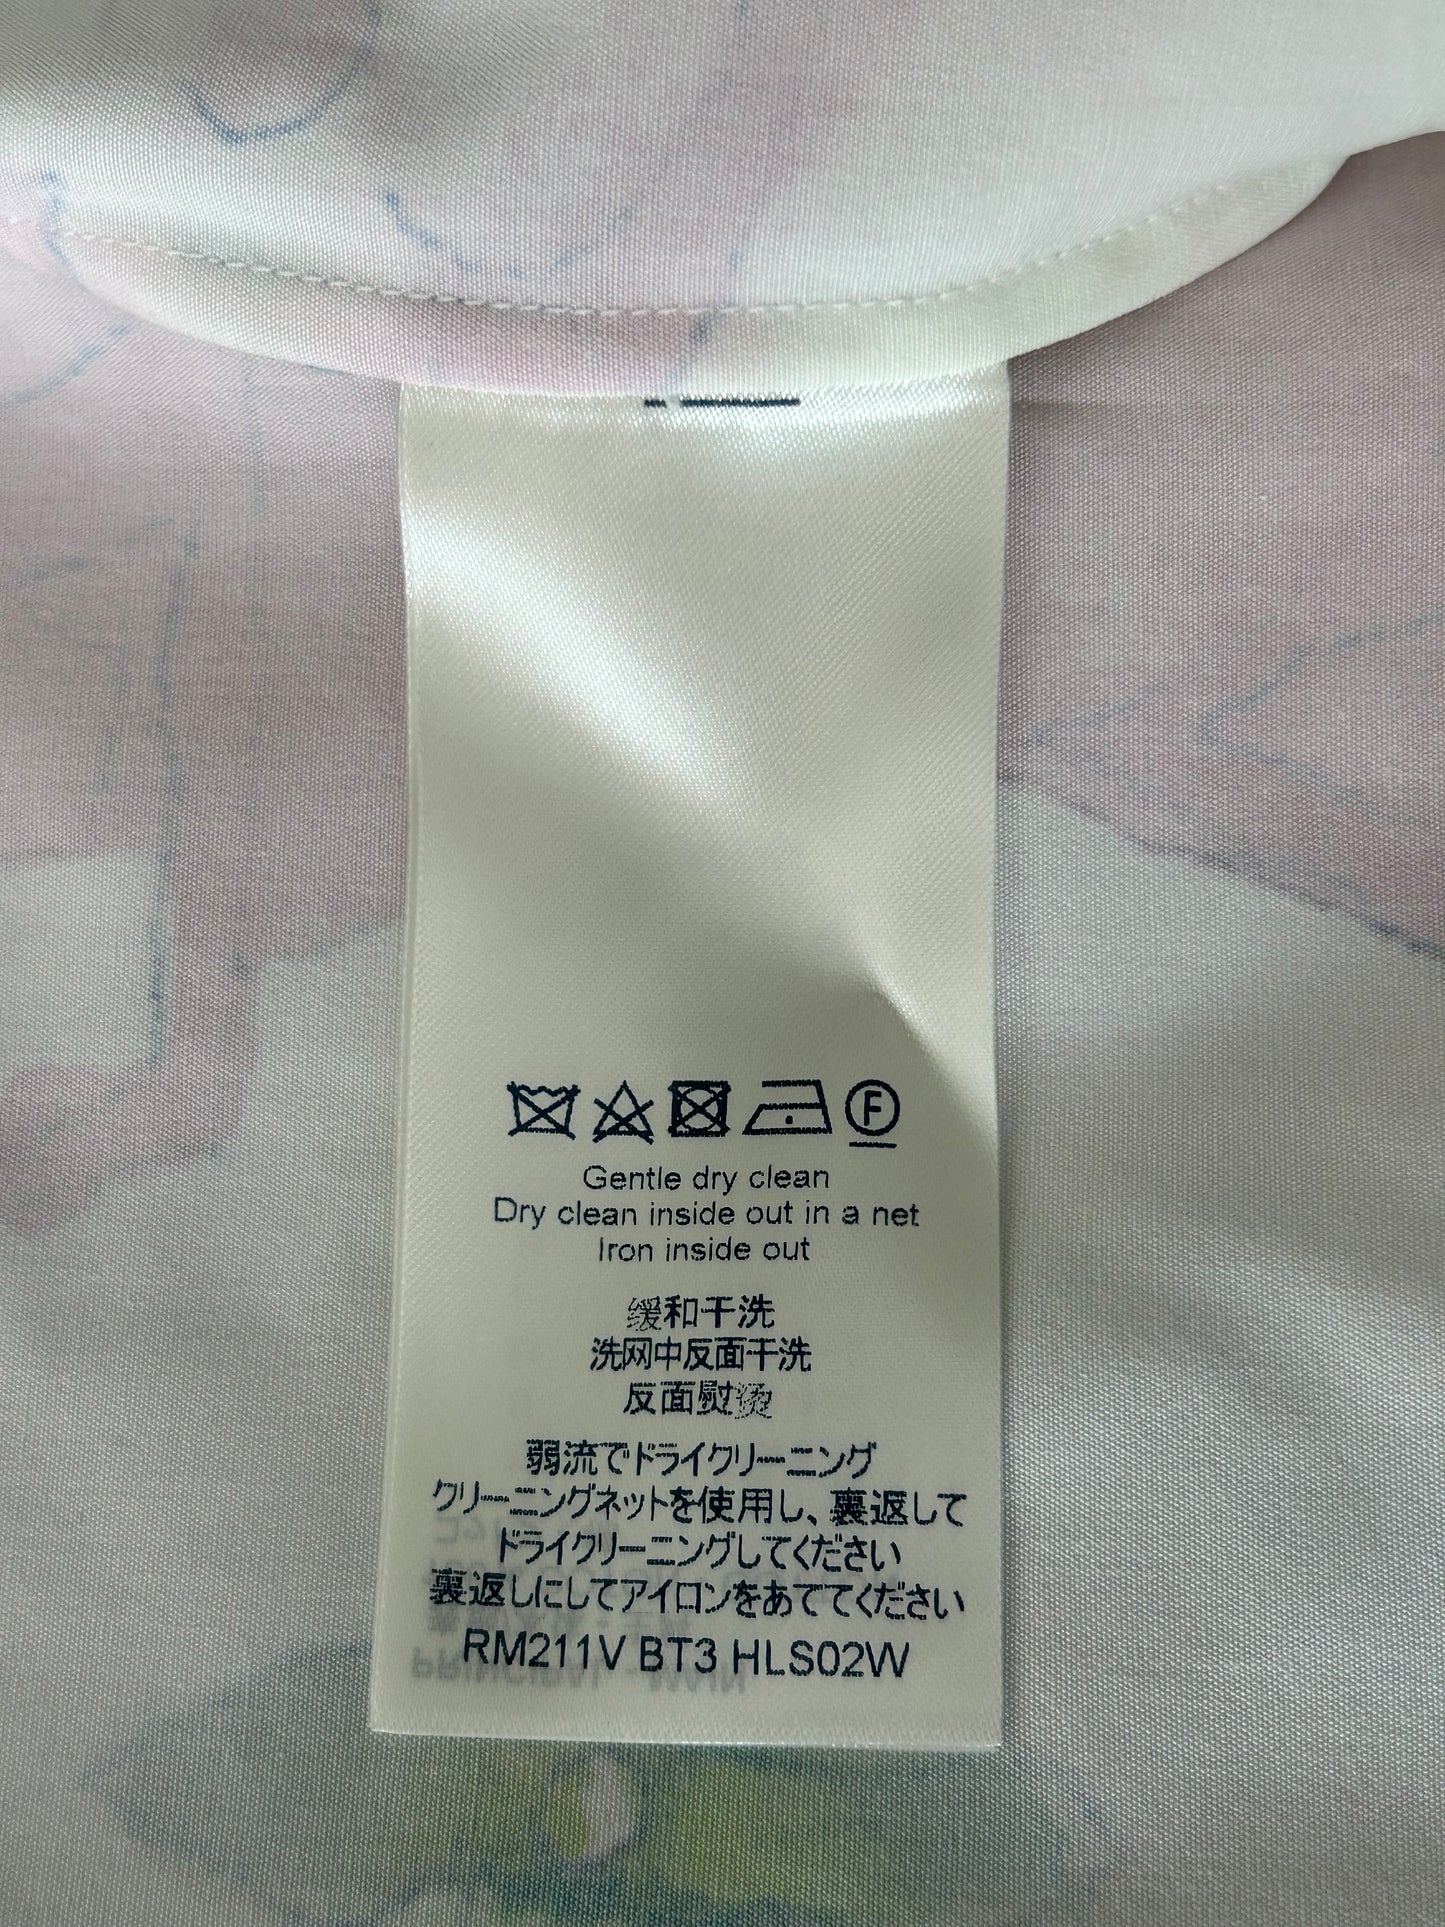 F
Gentle dry clean
Dry clean inside out in a net
Iron inside out
缓和干洗
洗网中反面干洗
反面熨烫
弱流でドライクリーニング
クリーニングネットを使用し、裏返して
ドライクリーニングしてください
裏返しにしてアイロンをあててください
RM211V BT3 HLS02W